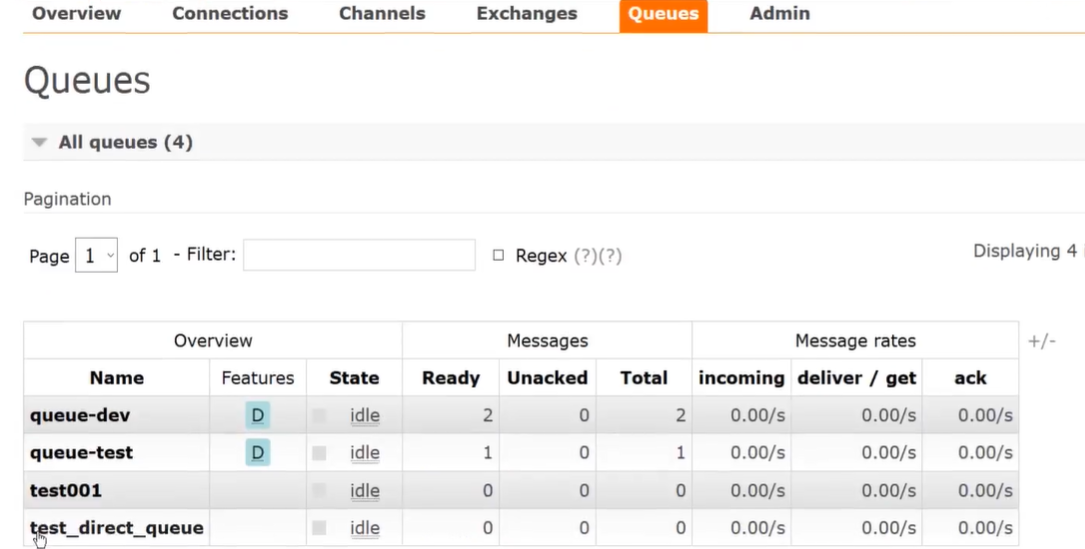 Overview Connections Channels Exchanges Queues Admin
Queues
All queues (4)
Pagination
Page 1 of 1 - Filter: Regex (?)(?) Displaying 4
Overview Messages Message rates +/-
Name Features State Ready Unacked Total incoming deliver / get ack
queue-dev D idle 2 0 2 0.00/s 0.00/s 0.00/s
queue-test D idle 1 0 1 0.00/s 0.00/s 0.00/s
test001 idle 0 0 0 0.00/s 0.00/s 0.00/s
test_direct_queue idle 0 0 0 0.00/s 0.00/s 0.00/s